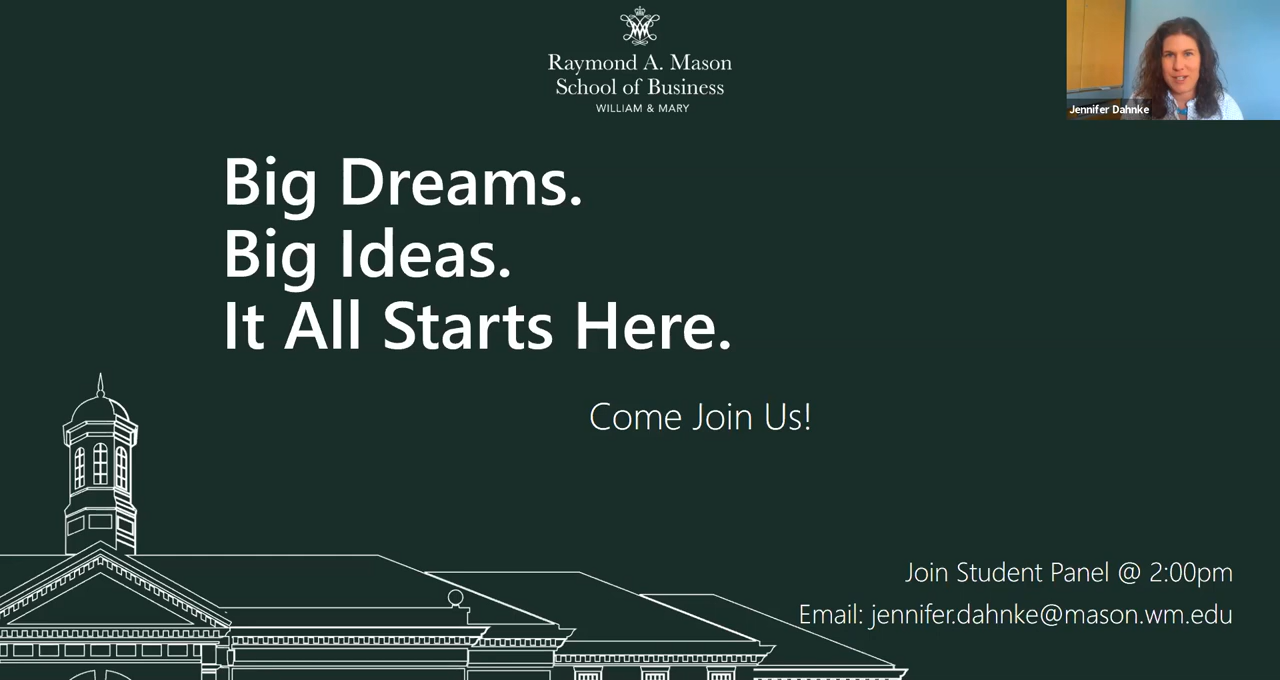 Raymond A. Mason
School of Business
WILLIAM & MARY
Jennifer Dahnke
Big Dreams.
Big Ideas.
It All Starts Here.
Come Join Us!
Join Student Panel @ 2:00pm
Email: jennifer.dahnke@mason.wm.edu